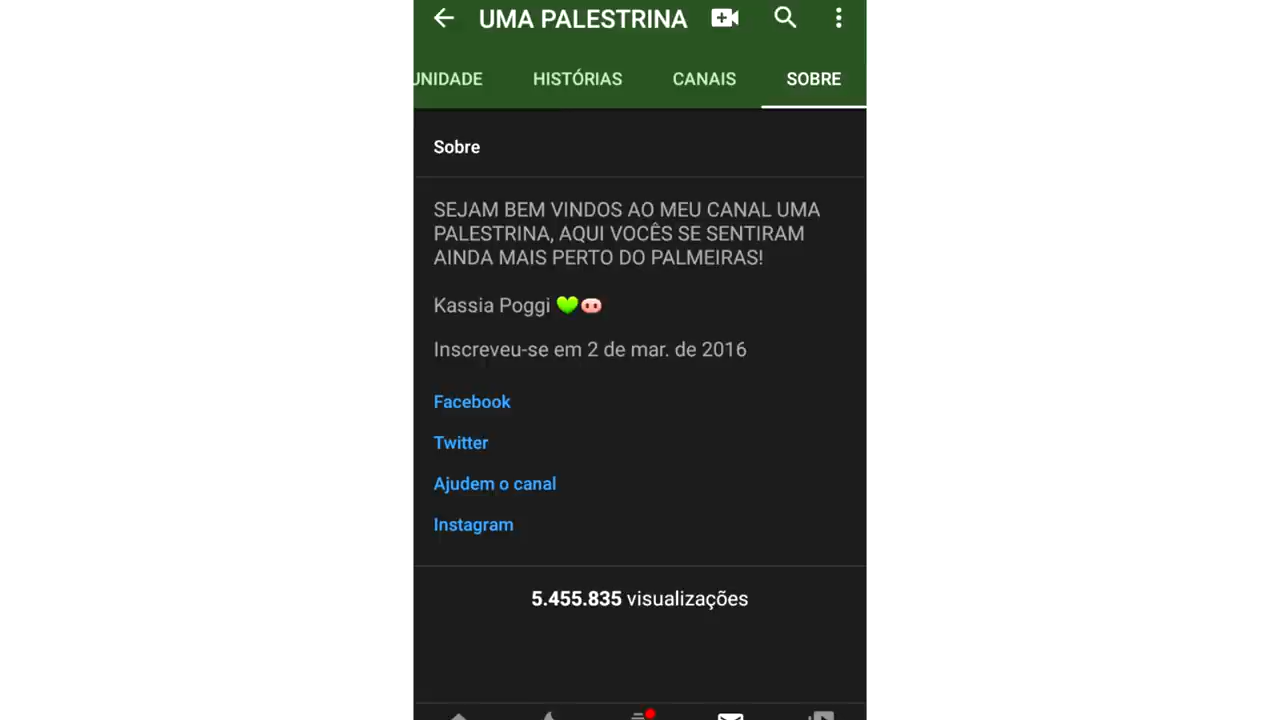 UMA PALESTRINA
UNIDADE HISTÓRIAS CANAIS SOBRE
Sobre
SEJAM BEM VINDOS AO MEU CANAL UMA
PALESTRINA, AQUI VOCÊS SE SENTIRAM
AINDA MAIS PERTO DO PALMEIRAS!
Kassia Poggi 💚🐽
Inscreveu-se em 2 de mar. de 2016
Facebook
Twitter
Ajudem o canal
Instagram
5.455.835 visualizações